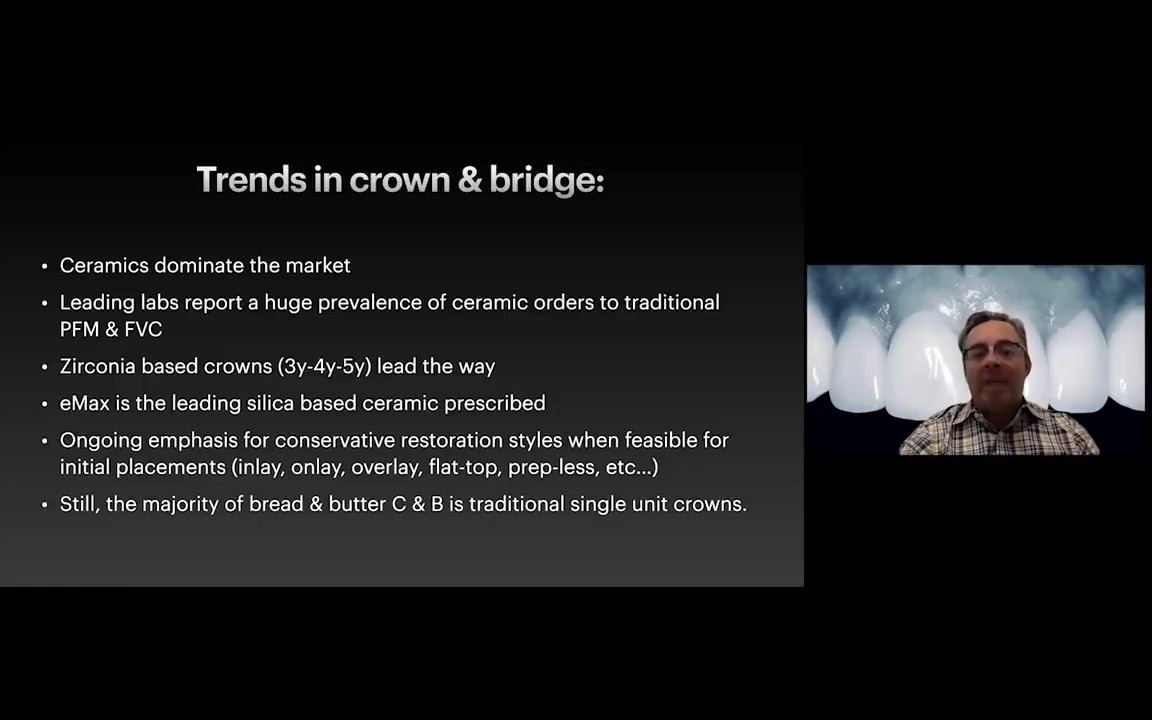 Trends in crown & bridge:
• Ceramics dominate the market
• Leading labs report a huge prevalence of ceramic orders to traditional
PFM & FVC
• Zirconia based crowns (3y-4y-5y) lead the way
• eMax is the leading silica based ceramic prescribed
• Ongoing emphasis for conservative restoration styles when feasible for
initial placements (inlay, onlay, overlay, flat-top, prep-less, etc...)
• Still, the majority of bread & butter C & B is traditional single unit crowns.